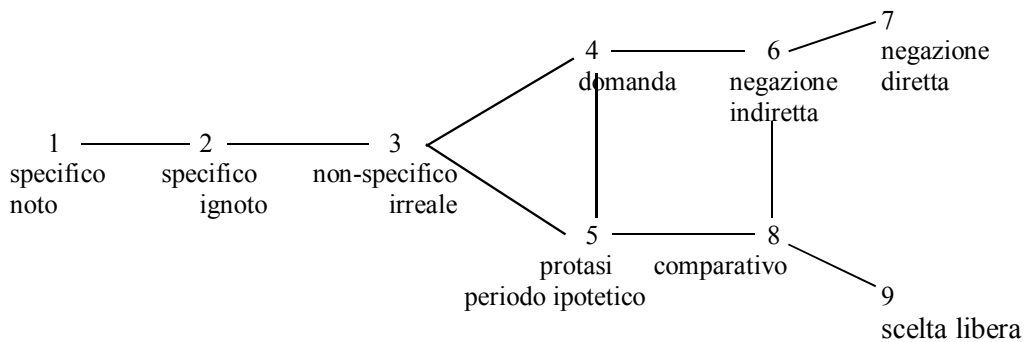 7
4
6
negazione
diretta
domanda
negazione
indiretta
1
2
3
specifico
noto
specifico
ignoto
non-specifico
irreale
5
8
protasi
periodo ipotetico
comparativo
9
scelta libera